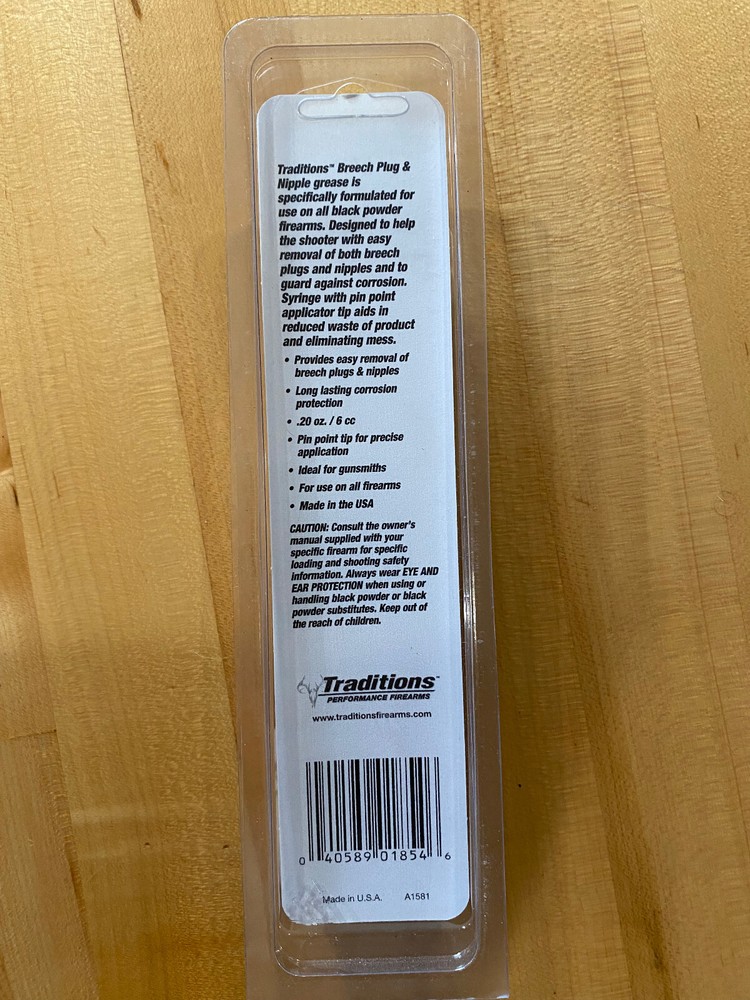 Traditions™ Breech Plug &
Nipple grease is
specifically formulated for
use on all black powder
firearms. Designed to help
the shooter with easy
removal of both breech
plugs and nipples and to
guard against corrosion.
Syringe with pin point
applicator tip aids in
reduced waste of product
and eliminating mess.
• Provides easy removal of
breech plugs & nipples
• Long lasting corrosion
protection
• .20 oz. / 6 cc
• Pin point tip for precise
application
• Ideal for gunsmiths
• For use on all firearms
• Made in the USA
CAUTION: Consult the owner's
manual supplied with your
specific firearm for specific
loading and shooting safety
information. Always wear EYE AND
EAR PROTECTION when using or
handling black powder or black
powder substitutes. Keep out of
the reach of children.
Traditions™
PERFORMANCE FIREARMS
www.traditionsfirearms.com
0 40589 01854 6
Made in U.S.A. A1581